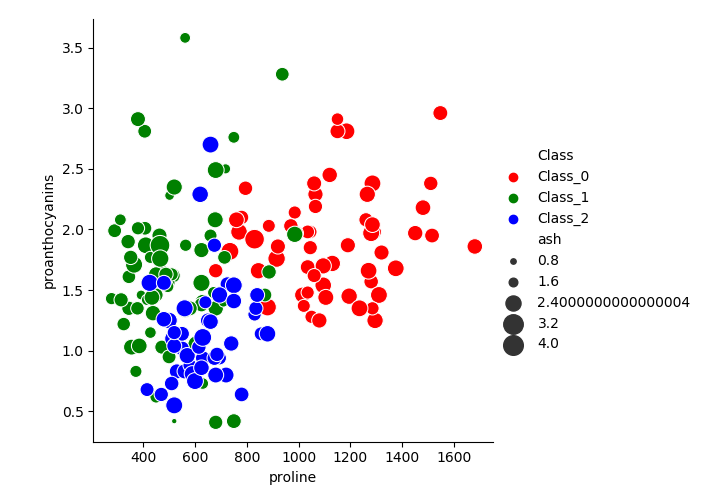 3.5
3.0
2.5
2.0
1.5
1.0
0.5
proanthocyanins
400 600 800 1000 1200 1400 1600
proline
Class
Class_0
Class_1
Class_2
ash
0.8
1.6
2.4000000000000004
3.2
4.0